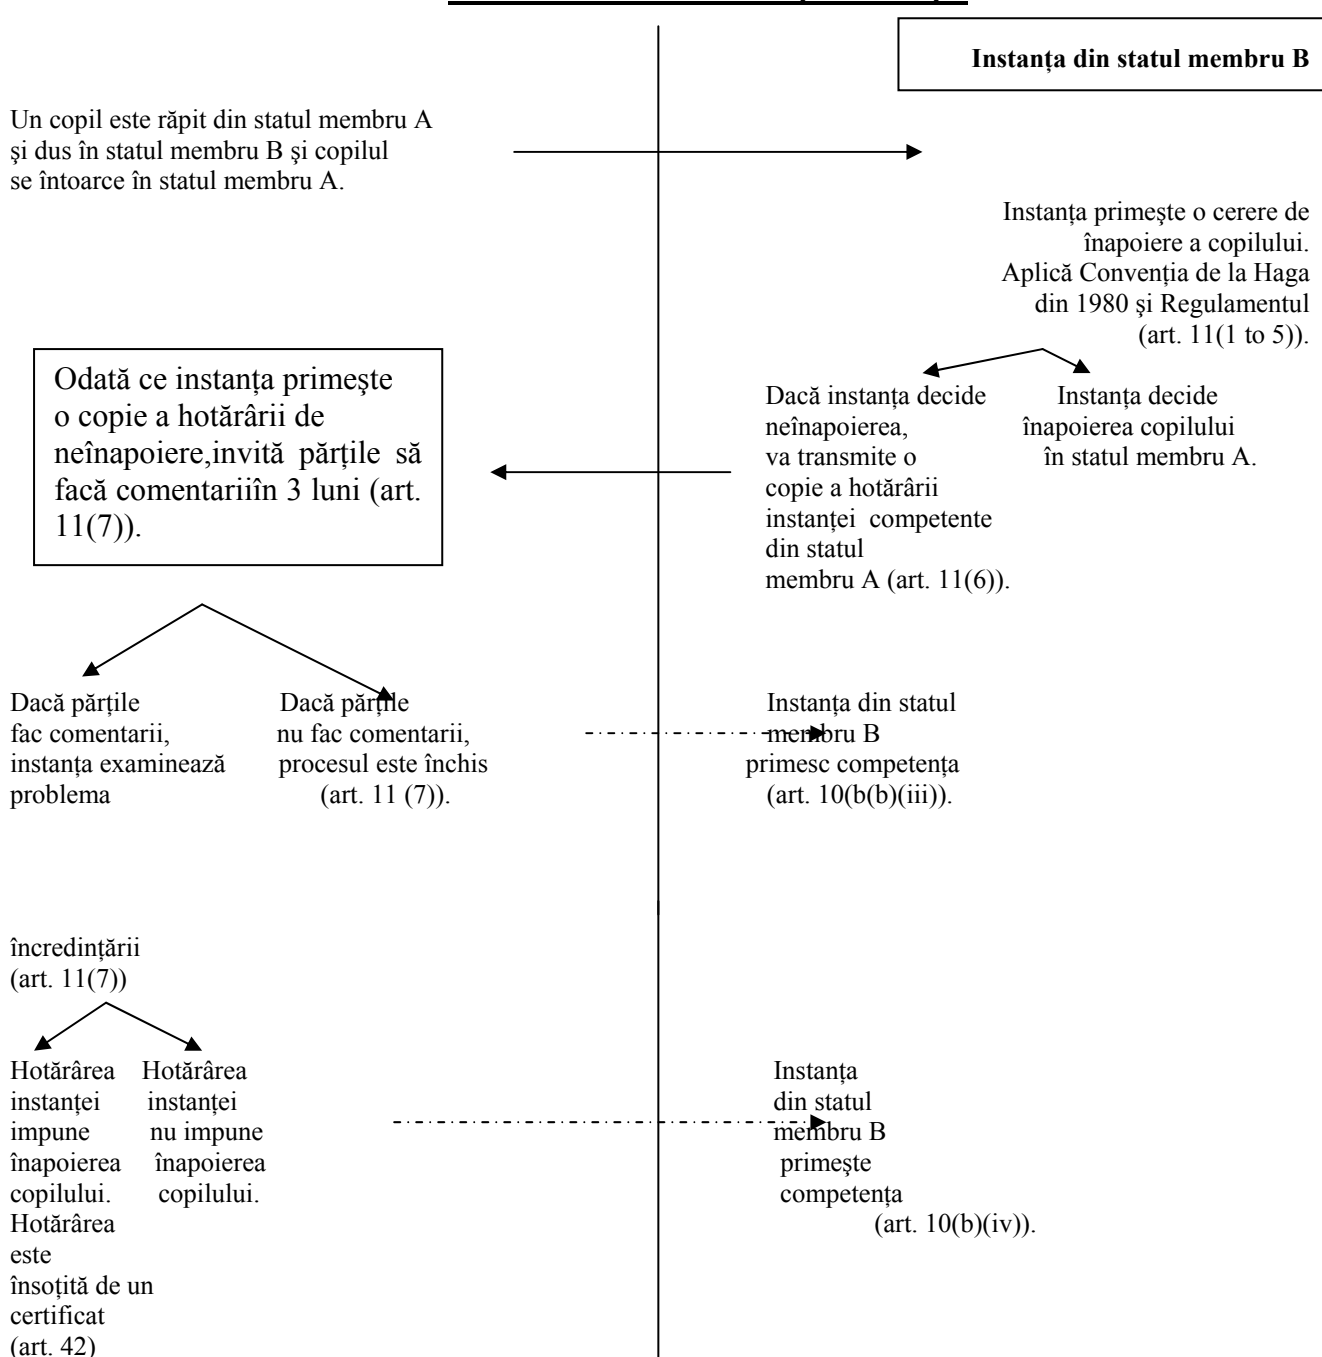 Instanța din statul membru B
Un copil este răpit din statul membru A
şi dus în statul membru B şi copilul
se întoarce în statul membru A.
Instanța primeşte o cerere de
înapoiere a copilului.
Aplică Convenția de la Haga
din 1980 şi Regulamentul
(art. 11(1 to 5)).
Odată ce instanța primeşte
o copie a hotărârii de
neînapoiere,invită părțile să
facă comentariiîn 3 luni (art.
11(7)).
Dacă instanța decide
neînapoierea,
va transmite o
copie a hotărârii
instanței competente
din statul
membru A (art. 11(6)).
Instanța decide
înapoierea copilului
în statul membru A.
Dacă părțile
fac comentarii,
instanța examinează
problema
Dacă părțile
nu fac comentarii,
procesul este închis
(art. 11 (7)).
Instanța din statul
membru B
primesc competența
(art. 10(b(b)(iii)).
încredințării
(art. 11(7))
Hotărârea
instanței
impune
înapoierea
copilului.
Hotărârea
este
însoțită de un
certificat
(art. 42)
Hotărârea
instanței
nu impune
înapoierea
copilului.
Instanța
din statul
membru B
primeşte
competența
(art. 10(b)(iv)).